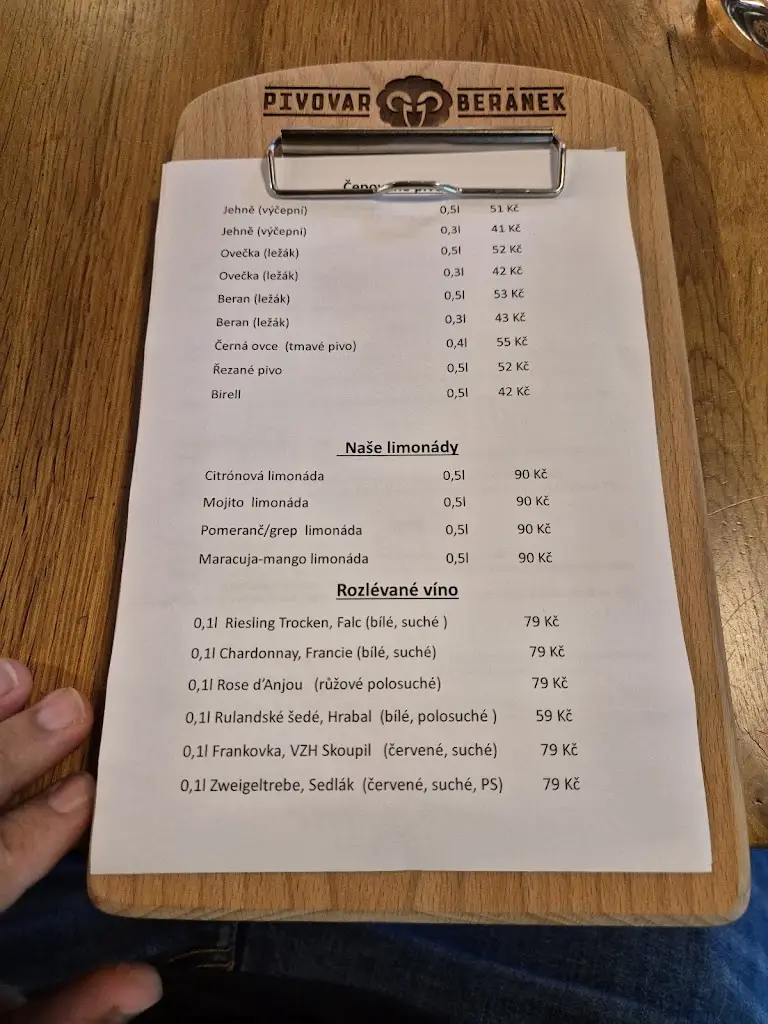 PIVOVAR BERÁNEK
Jehně (výčepní) 0,5l 51 Kč
Jehně (výčepní) 0,3l 41 Kč
Ovečka (ležák) 0,5l 52 Kč
Ovečka (ležák) 0,3l 42 Kč
Beran (ležák) 0,5l 53 Kč
Beran (ležák) 0,3l 43 Kč
Černá ovce (tmavé pivo) 0,4l 55 Kč
Řezané pivo 0,5l 52 Kč
Birell 0,5l 42 Kč
Naše limonády
Citrónová limonáda 0,5l 90 Kč
Mojito limonáda 0,5l 90 Kč
Pomeranč/grep limonáda 0,5l 90 Kč
Maracuja-mango limonáda 0,5l 90 Kč
Rozlévané víno
0,1l Riesling Trocken, Falc (bílé, suché ) 79 Kč
0,1l Chardonnay, Francie (bílé, suché) 79 Kč
0,1l Rose d'Anjou (růžové polosuché) 79 Kč
0,1l Rulandské šedé, Hrabal (bílé, polosuché ) 59 Kč
0,1l Frankovka, VZH Skoupil (červené, suché) 79 Kč
0,1l Zweigeltrebe, Sedlák (červené, suché, PS) 79 Kč